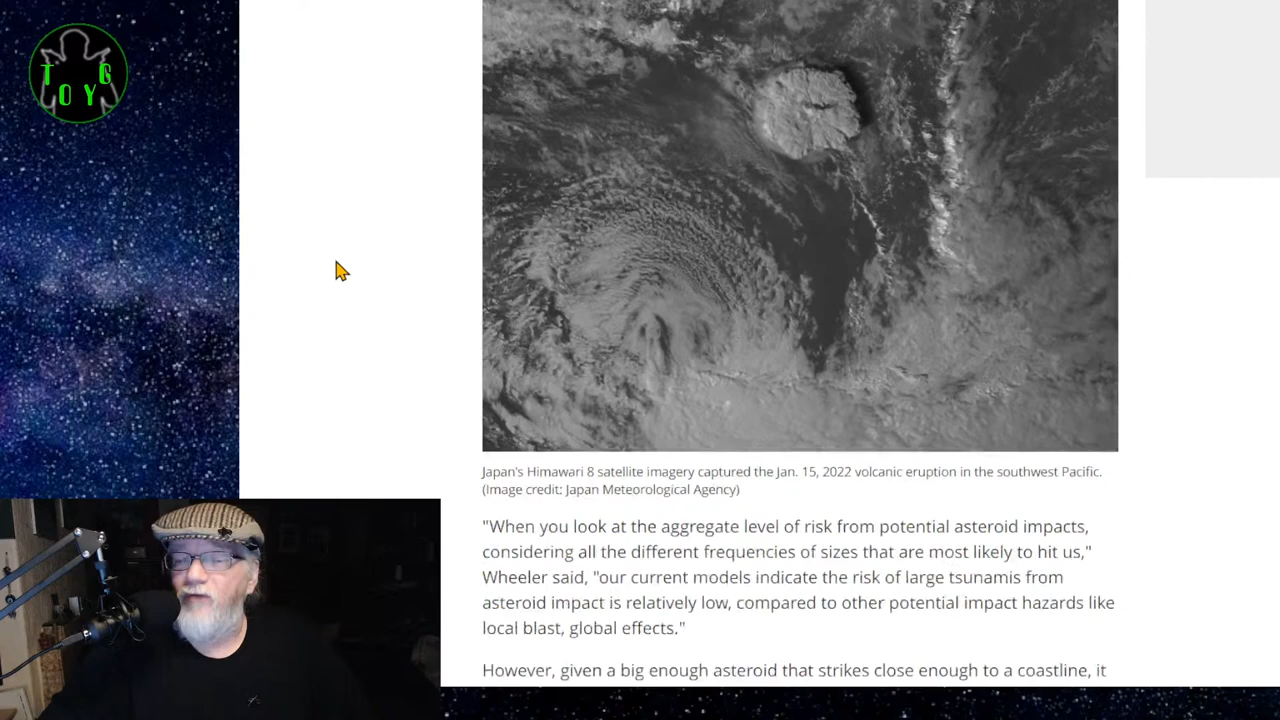 T G
O Y
Japan's Himawari 8 satellite imagery captured the Jan. 15, 2022 volcanic eruption in the southwest Pacific.
(Image credit: Japan Meteorological Agency)
"When you look at the aggregate level of risk from potential asteroid impacts,
considering all the different frequencies of sizes that are most likely to hit us,"
Wheeler said, "our current models indicate the risk of large tsunamis from
asteroid impact is relatively low, compared to other potential impact hazards like
local blast, global effects."
However, given a big enough asteroid that strikes close enough to a coastline, it